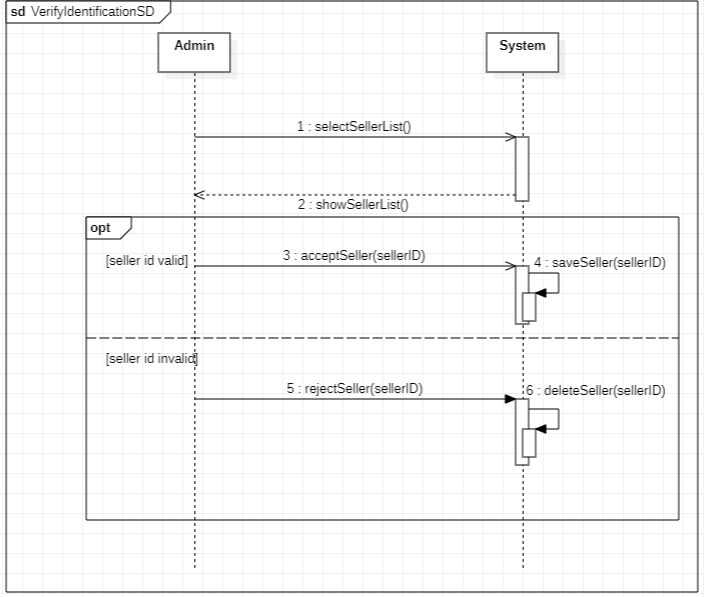 sd VerifyIdentificationSD
Admin
System
1 : selectSellerList()
2 : showSellerList()
opt
[seller id valid]
3 : acceptSeller(sellerID)
4 : saveSeller(sellerID)
[seller id invalid]
5 : rejectSeller(sellerID)
6 : deleteSeller(sellerID)